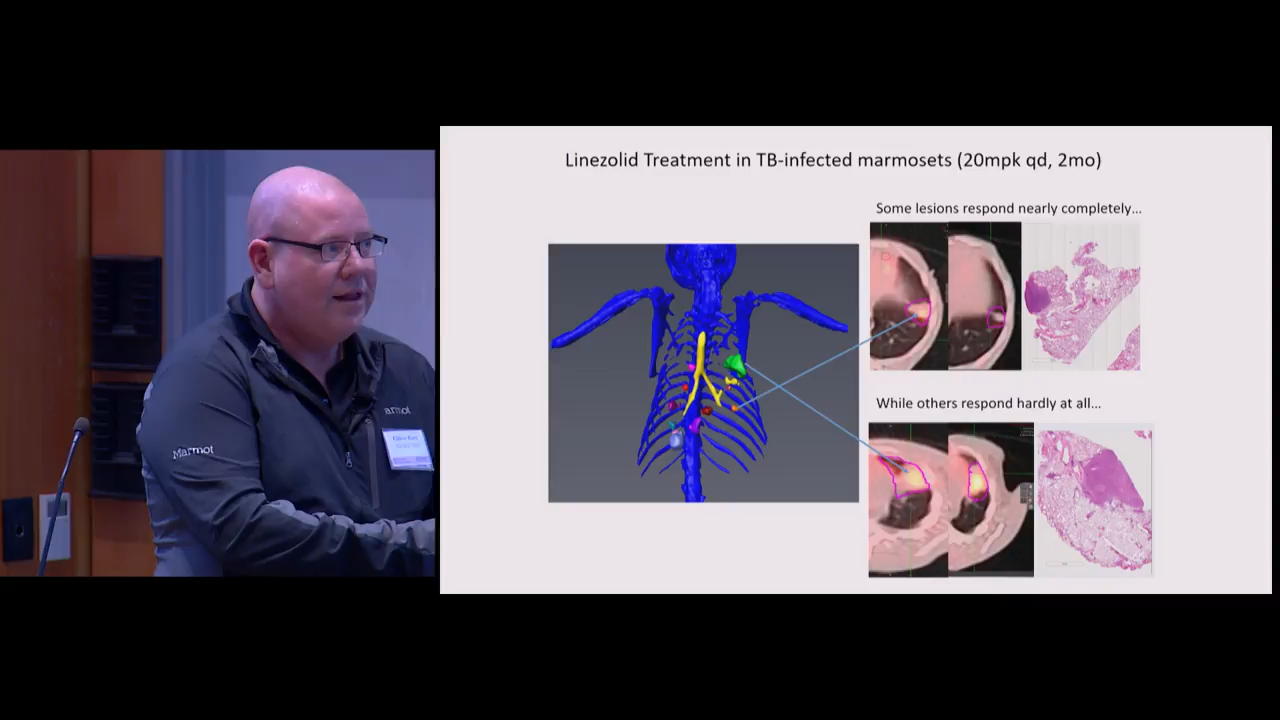 Linezolid Treatment in TB-infected marmosets (20mpk qd, 2mo)
Some lesions respond nearly completely...
While others respond hardly at all...
Marmot
armot